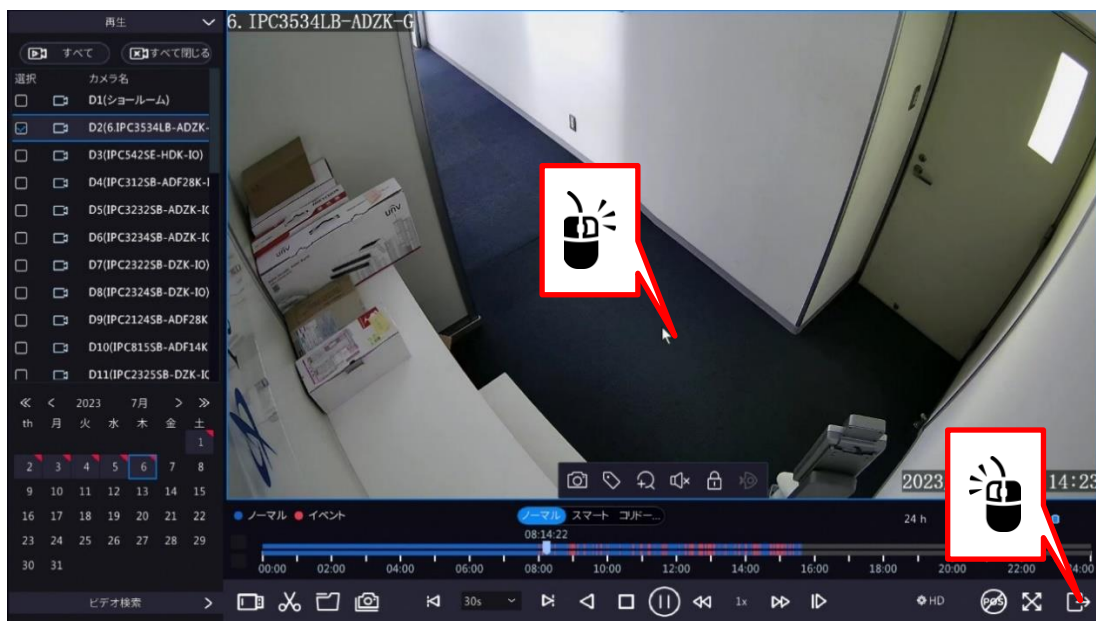 再生
すべて
すべて閉じる
選択 カメラ名
D1(ショールーム)
D2(6.IPC3534LB-ADZK-
D3(IPC542SE-HDK-IO)
D4(IPC312SB-ADF28K-I
D5(IPC3232SB-ADZK-IC
D6(IPC3234SB-ADZK-IC
D7(IPC2322SB-DZK-IO)
D8(IPC2324SB-DZK-IO)
D9(IPC2124SB-ADF28K
D10(IPC815SB-ADF14K
D11(IPC2325SB-DZK-IC
« < 2023 7月 > »
th 月 火 水 木 金 土
1
2 3 4 5 6 7 8
9 10 11 12 13 14 15
16 17 18 19 20 21 22
23 24 25 26 27 28 29
30 31
ビデオ検索 >
6. IPC3534LB-ADZK-G
unv
unv
2023
14:23
ノーマル イベント
ノーマル スマート コリドー...
24 h
08:14:22
00:00 02:00 04:00 06:00 08:00 10:00 12:00 14:00 16:00 18:00 20:00 22:00 24:00
30s
1x
HD
POS